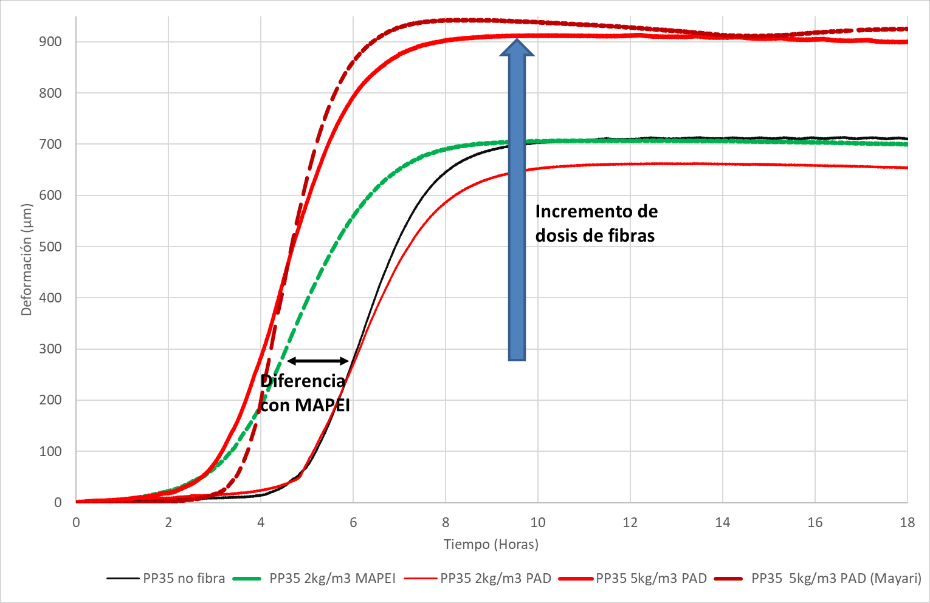 900
800
700
600
500
400
300
200
100
0
Deformación (µm)
Incremento de
dosis de fibras
Diferencia
con MAPEI
0 2 4 6 8 10 12 14 16 18
Tiempo (Horas)
PP35 no fibra PP35 2kg/m3 MAPEI PP35 2kg/m3 PAD PP35 5kg/m3 PAD PP35 5kg/m3 PAD (Mayari)